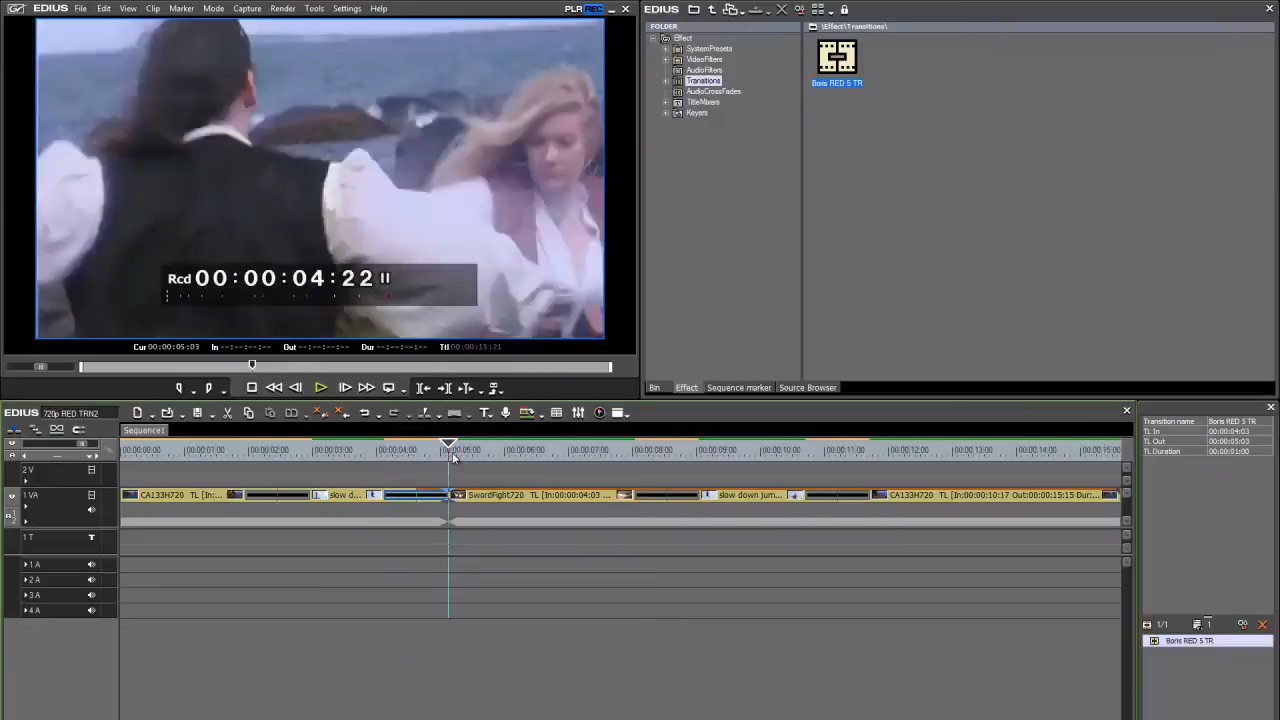 EDIUS File Edit View Clip Marker Mode Capture Render Tools Settings Help PLR REC
Rcd 00:00:04:22
Cur 00:00:05:03 In --:--:--:-- Out --:--:--:-- Dur --:--:--:-- Ttl 00:00:15:21
EDIUS
FOLDER
\Effect\Transitions\
Effect
SystemPresets
VideoFilters
AudioFilters
Transitions
AudioCrossFades
TitleMixers
Keyers
Boris RED 5 TR
Bin Effect Sequence marker Source Browser
EDIUS 720p RED TRN2
Sequence1
00:00:00:00 00:00:01:00 00:00:02:00 00:00:03:00 00:00:04:00 00:00:05:00 00:00:06:00 00:00:07:00 00:00:08:00 00:00:09:00 00:00:10:00 00:00:11:00 00:00:12:00 00:00:13:00 00:00:14:00 00:00:15:00
2 V
1 VA
CA133H720 TL [In:... slow d... SwordFight720 TL [In:00:00:04:03 ... slow down jum... CA133H720 TL [In:00:00:10:17 Out:00:00:15:15 Dur:...
1 2
1 T T
1 A
2 A
3 A
4 A
Transition name Boris RED 5 TR
TL In 00:00:04:03
TL Out 00:00:05:03
TL Duration 00:00:01:00
1/1 1
Boris RED 5 TR